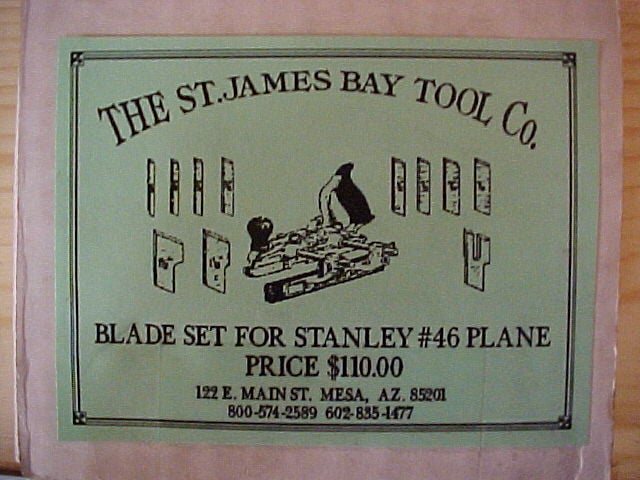 THE ST. JAMES BAY TOOL CO.
BLADE SET FOR STANLEY #46 PLANE
PRICE $110.00
122 E. MAIN ST. MESA, AZ. 85201
800-574-2589 602-835-1477